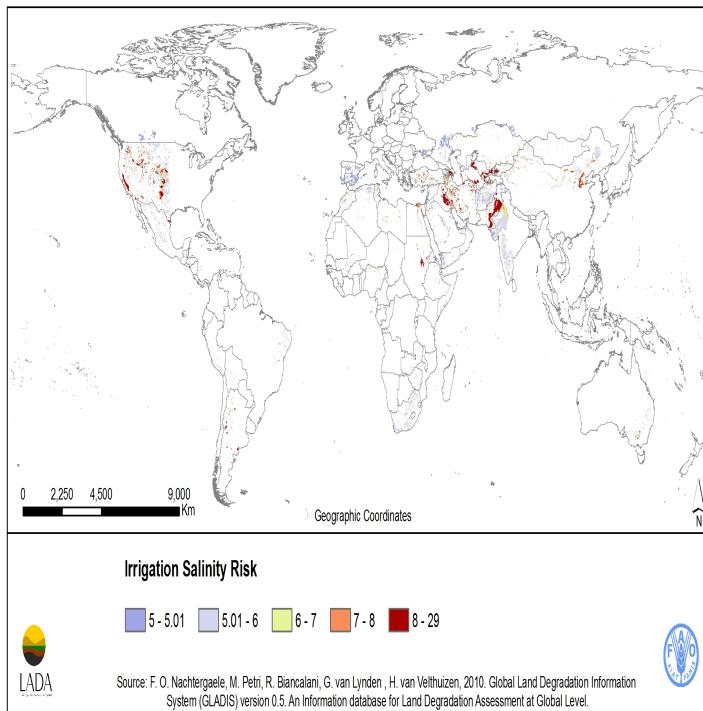 0 2,250 4,500 9,000
Km
Geographic Coordinates
N
Irrigation Salinity Risk
5 - 5.01 5.01 - 6 6 - 7 7 - 8 8 - 29
LADA
F A O
FIAT PANIS
Source: F. O. Nachtergaele, M. Petri, R. Biancalani, G. van Lynden , H. van Velthuizen, 2010. Global Land Degradation Information
System (GLADIS) version 0.5. An Information database for Land Degradation Assessment at Global Level.